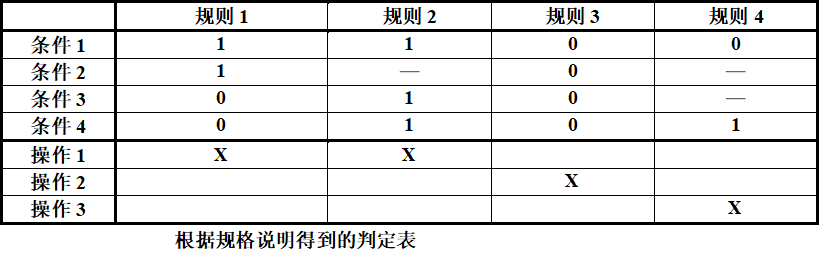 规则 1 规则 2 规则 3 规则 4
条件 1 1 1 0 0
条件 2 1 — 0 —
条件 3 0 1 0 —
条件 4 0 1 0 1
操作 1 X X
操作 2 X
操作 3 X
根据规格说明得到的判定表